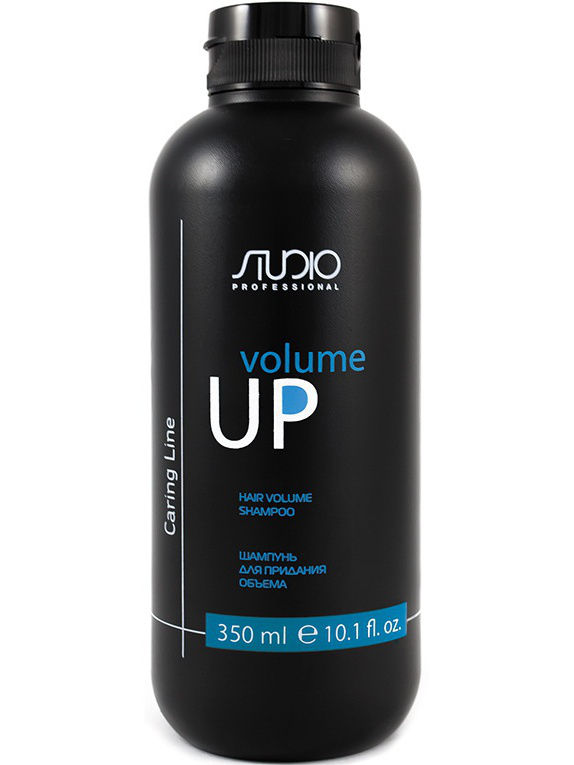 STUDIO
PROFESSIONAL
volume
UP
Caring Line
HAIR VOLUME
SHAMPOO
ШАМПУНЬ
ДЛЯ ПРИДАНИЯ
ОБЪЕМА
350 ml e 10.1 fl. oz.